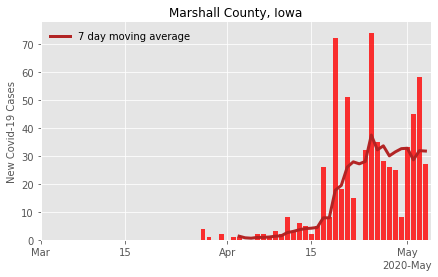 Marshall County, Iowa
7 day moving average
70
60
50
40
30
20
10
0
New Covid-19 Cases
Mar 15 Apr 15 May
2020-May